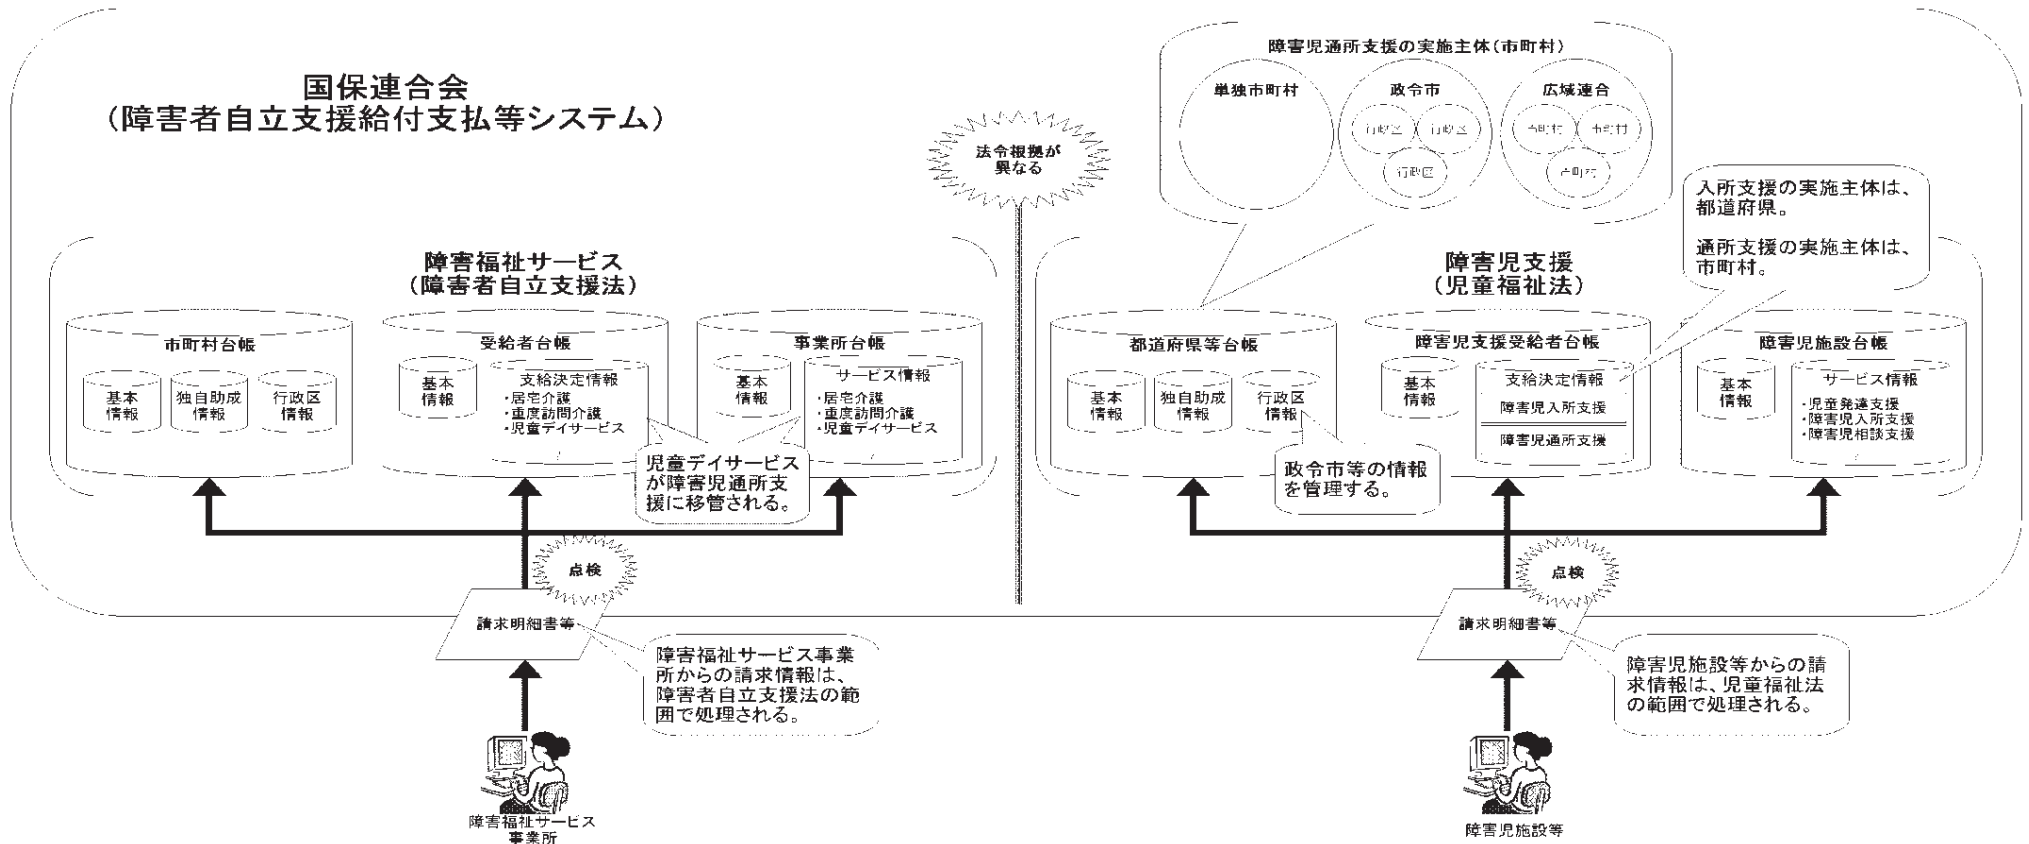 国保連合会
(障害者自立支援給付支払等システム)
法令根拠が
異なる
障害児通所支援の実施主体(市町村)
単独市町村
政令市
行政区
行政区
行政区
広域連合
市町村
市町村
市町村
入所支援の実施主体は、
都道府県。
通所支援の実施主体は、
市町村。
障害福祉サービス
(障害者自立支援法)
市町村台帳
基本
情報
独自助成
情報
行政区
情報
受給者台帳
基本
情報
支給決定情報
・居宅介護
・重度訪問介護
・児童デイサービス
事業所台帳
基本
情報
サービス情報
・居宅介護
・重度訪問介護
・児童デイサービス
児童デイサービス
が障害児通所支
援に移管される。
障害児支援
(児童福祉法)
都道府県等台帳
基本
情報
独自助成
情報
行政区
情報
政令市等の情報
を管理する。
障害児支援受給者台帳
基本
情報
支給決定情報
障害児入所支援
障害児通所支援
障害児施設台帳
基本
情報
サービス情報
・児童発達支援
・障害児入所支援
・障害児相談支援
点検
請求明細書等
障害福祉サービス事業
所からの請求情報は、
障害者自立支援法の範
囲で処理される。
障害福祉サービス
事業所
点検
請求明細書等
障害児施設等からの請
求情報は、児童福祉法
の範囲で処理される。
障害児施設等